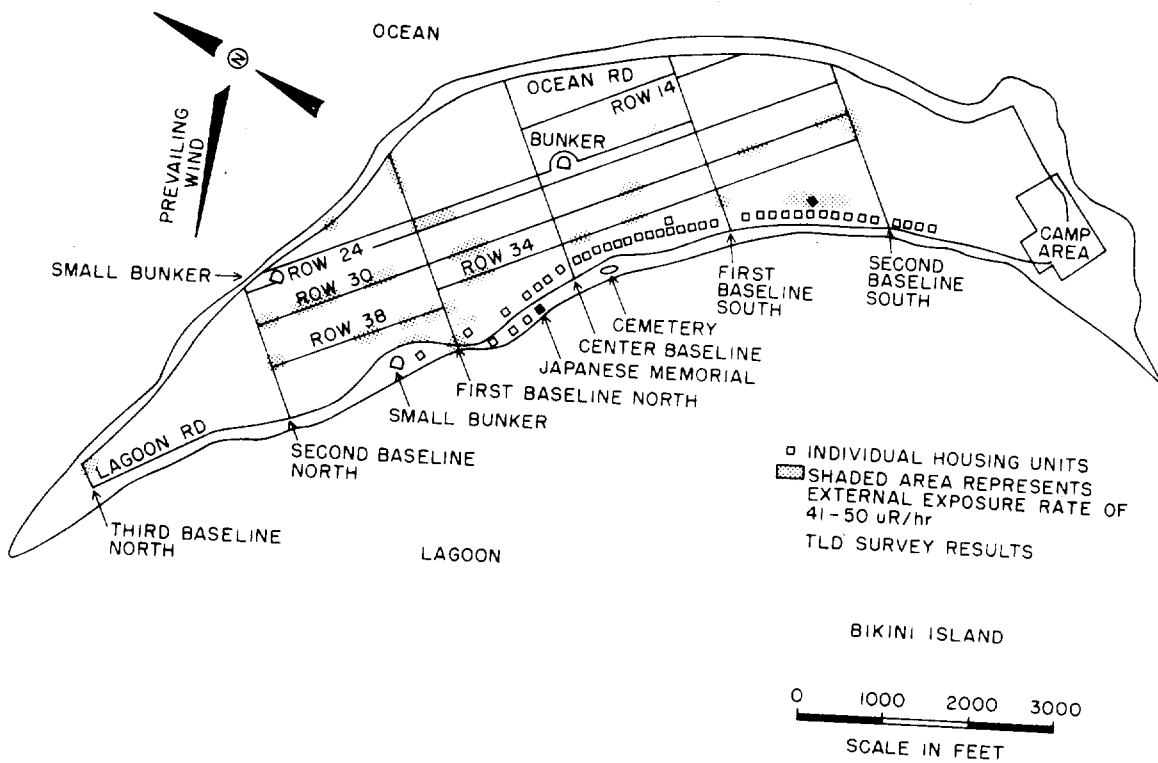 OCEAN
N
PREVAILING
WIND
OCEAN RD
ROW 14
BUNKER
SMALL BUNKER
ROW 24
ROW 30
ROW 34
ROW 38
CAMP
AREA
FIRST
BASELINE
SOUTH
SECOND
BASELINE
SOUTH
CEMETERY
CENTER BASELINE
JAPANESE MEMORIAL
FIRST BASELINE NORTH
SMALL BUNKER
LAGOON RD
SECOND BASELINE
NORTH
THIRD BASELINE
NORTH
LAGOON
INDIVIDUAL HOUSING UNITS
SHADED AREA REPRESENTS
EXTERNAL EXPOSURE RATE OF
41-50 uR/hr
TLD SURVEY RESULTS
BIKINI ISLAND
0 1000 2000 3000
SCALE IN FEET